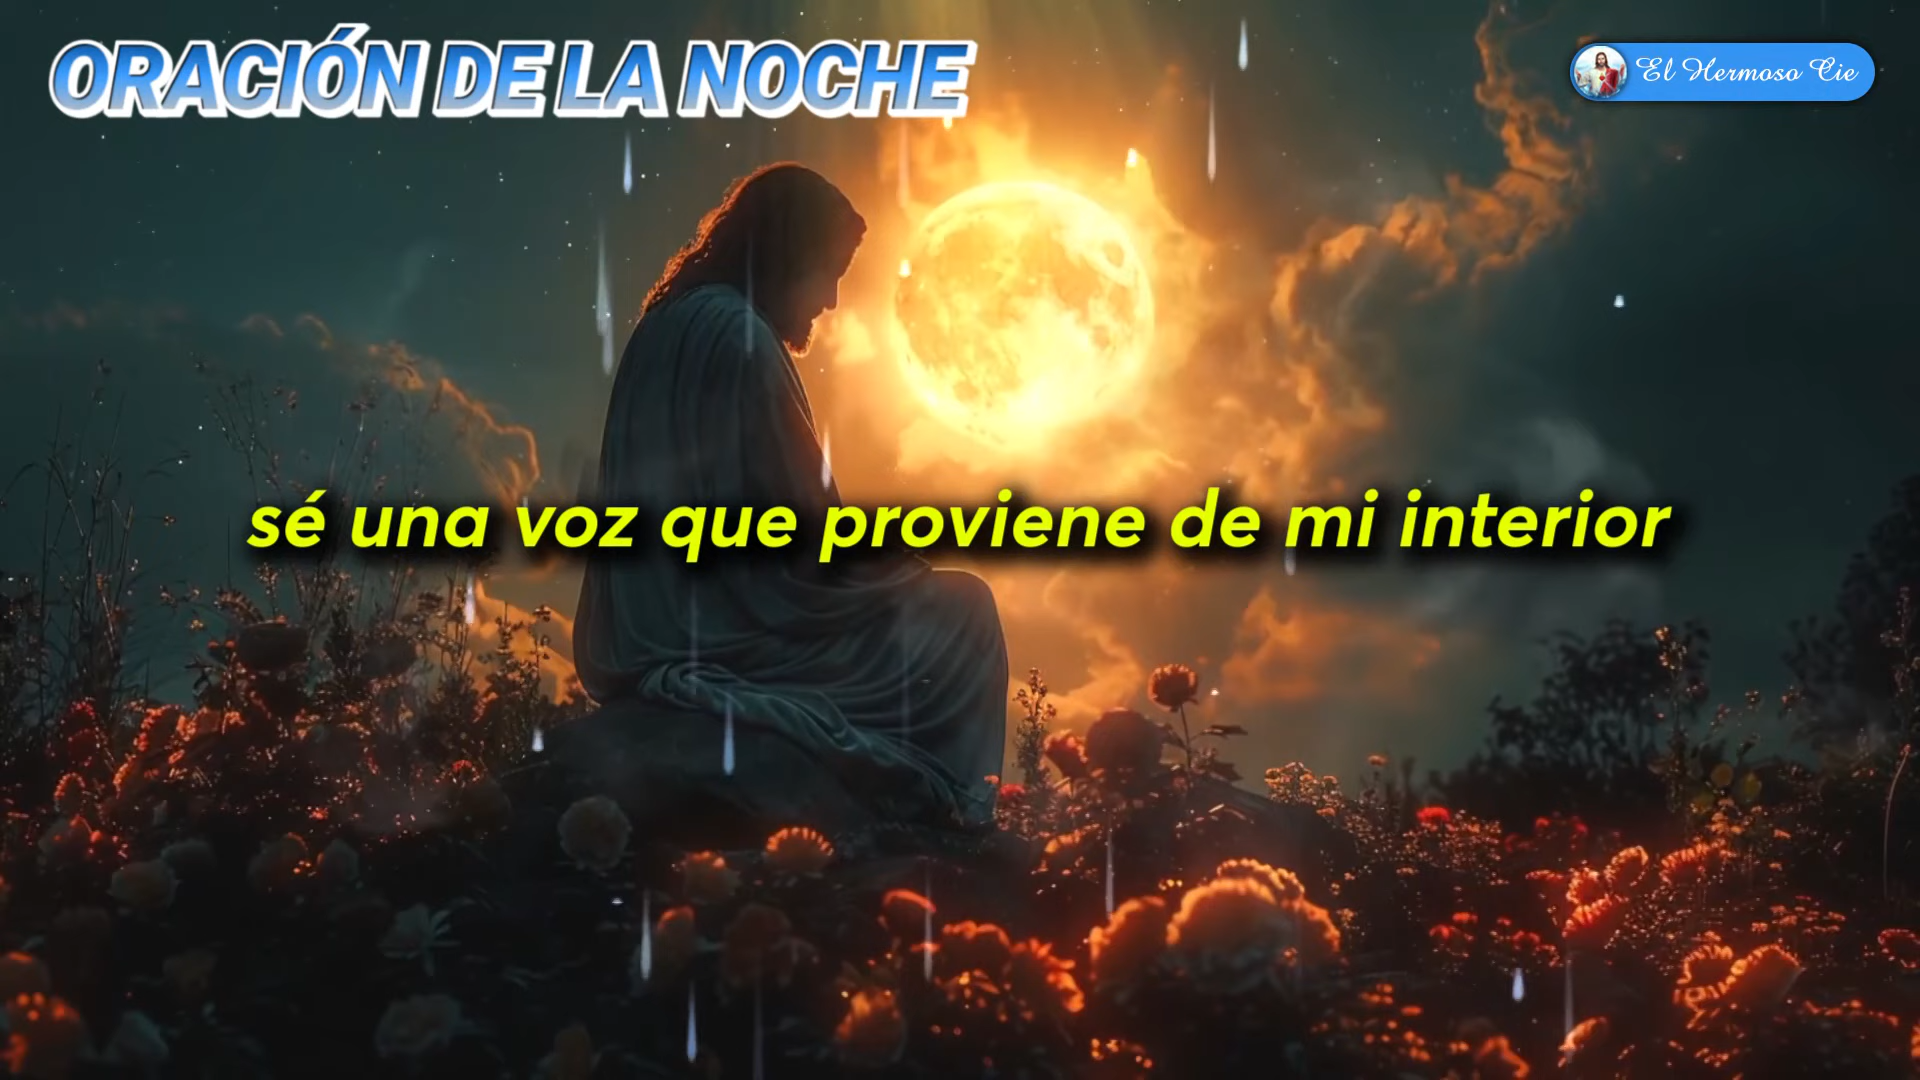 ORACIÓN DE LA NOCHE
El Hermoso Cie
sé una voz que proviene de mi interior